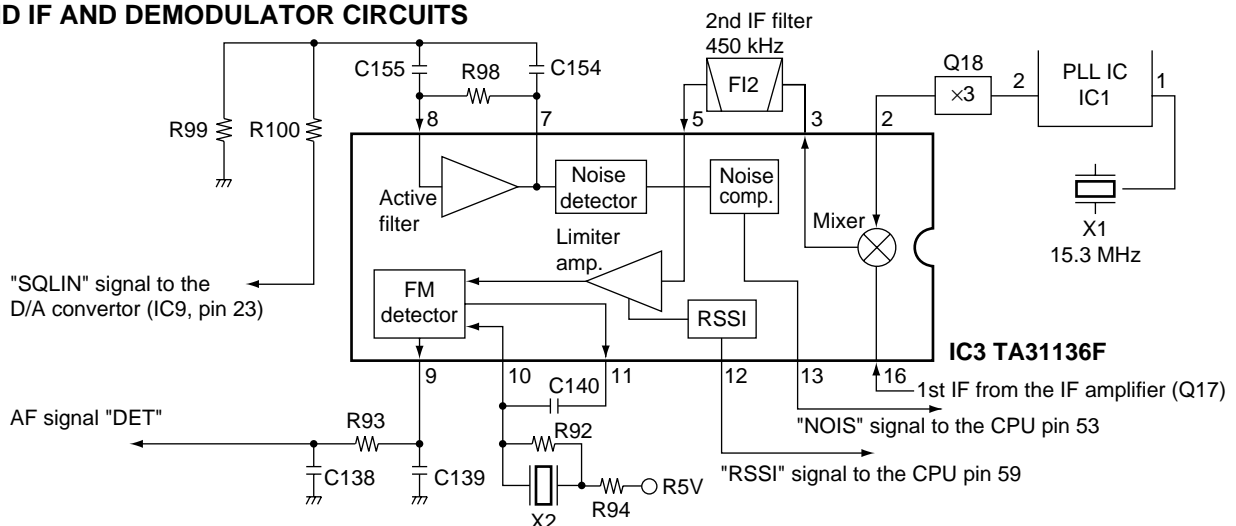 ND IF AND DEMODULATOR CIRCUITS
2nd IF filter
450 kHz
Q18
PLL IC
IC1
C155
R98
C154
FI2
×3
2
1
R99
R100
8
7
5
3
2
Active
filter
Noise
detector
Noise
comp.
Mixer
X1
15.3 MHz
Limiter
amp.
"SQLIN" signal to the
D/A convertor (IC9, pin 23)
FM
detector
RSSI
IC3 TA31136F
9
10
11
12
13
16
C140
1st IF from the IF amplifier (Q17)
AF signal "DET"
R93
R92
"NOIS" signal to the CPU pin 53
C138
C139
"RSSI" signal to the CPU pin 59
R94
R5V
X2